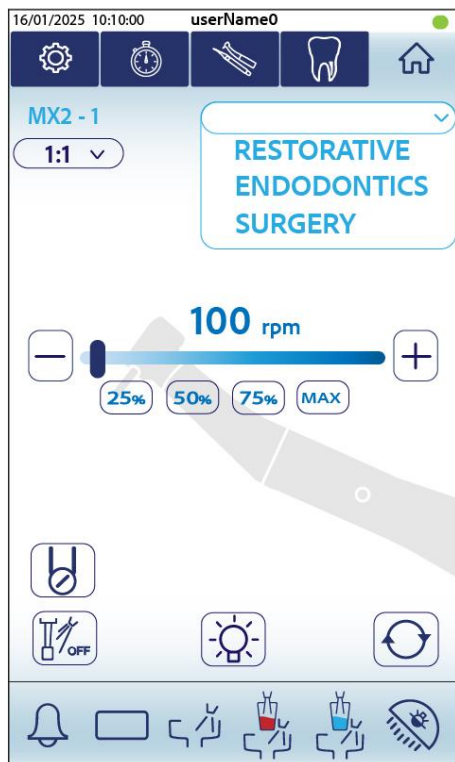 16/01/2025 10:10:00 userName0
MX2 - 1
1:1
RESTORATIVE
ENDODONTICS
SURGERY
100 rpm
25% 50% 75% MAX
OFF